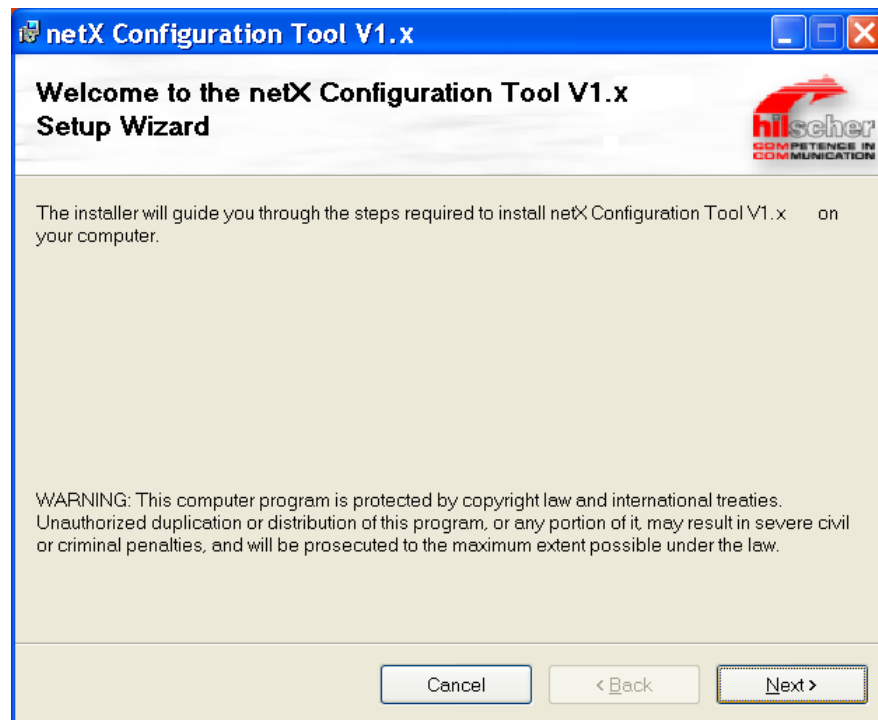 netX Configuration Tool V1.x
Welcome to the netX Configuration Tool V1.x
Setup Wizard
hilscher
COMPETENCE IN
COMMUNICATION
The installer will guide you through the steps required to install netX Configuration Tool V1.x on
your computer.
WARNING: This computer program is protected by copyright law and international treaties.
Unauthorized duplication or distribution of this program, or any portion of it, may result in severe civil
or criminal penalties, and will be prosecuted to the maximum extent possible under the law.
Cancel
< Back
Next >